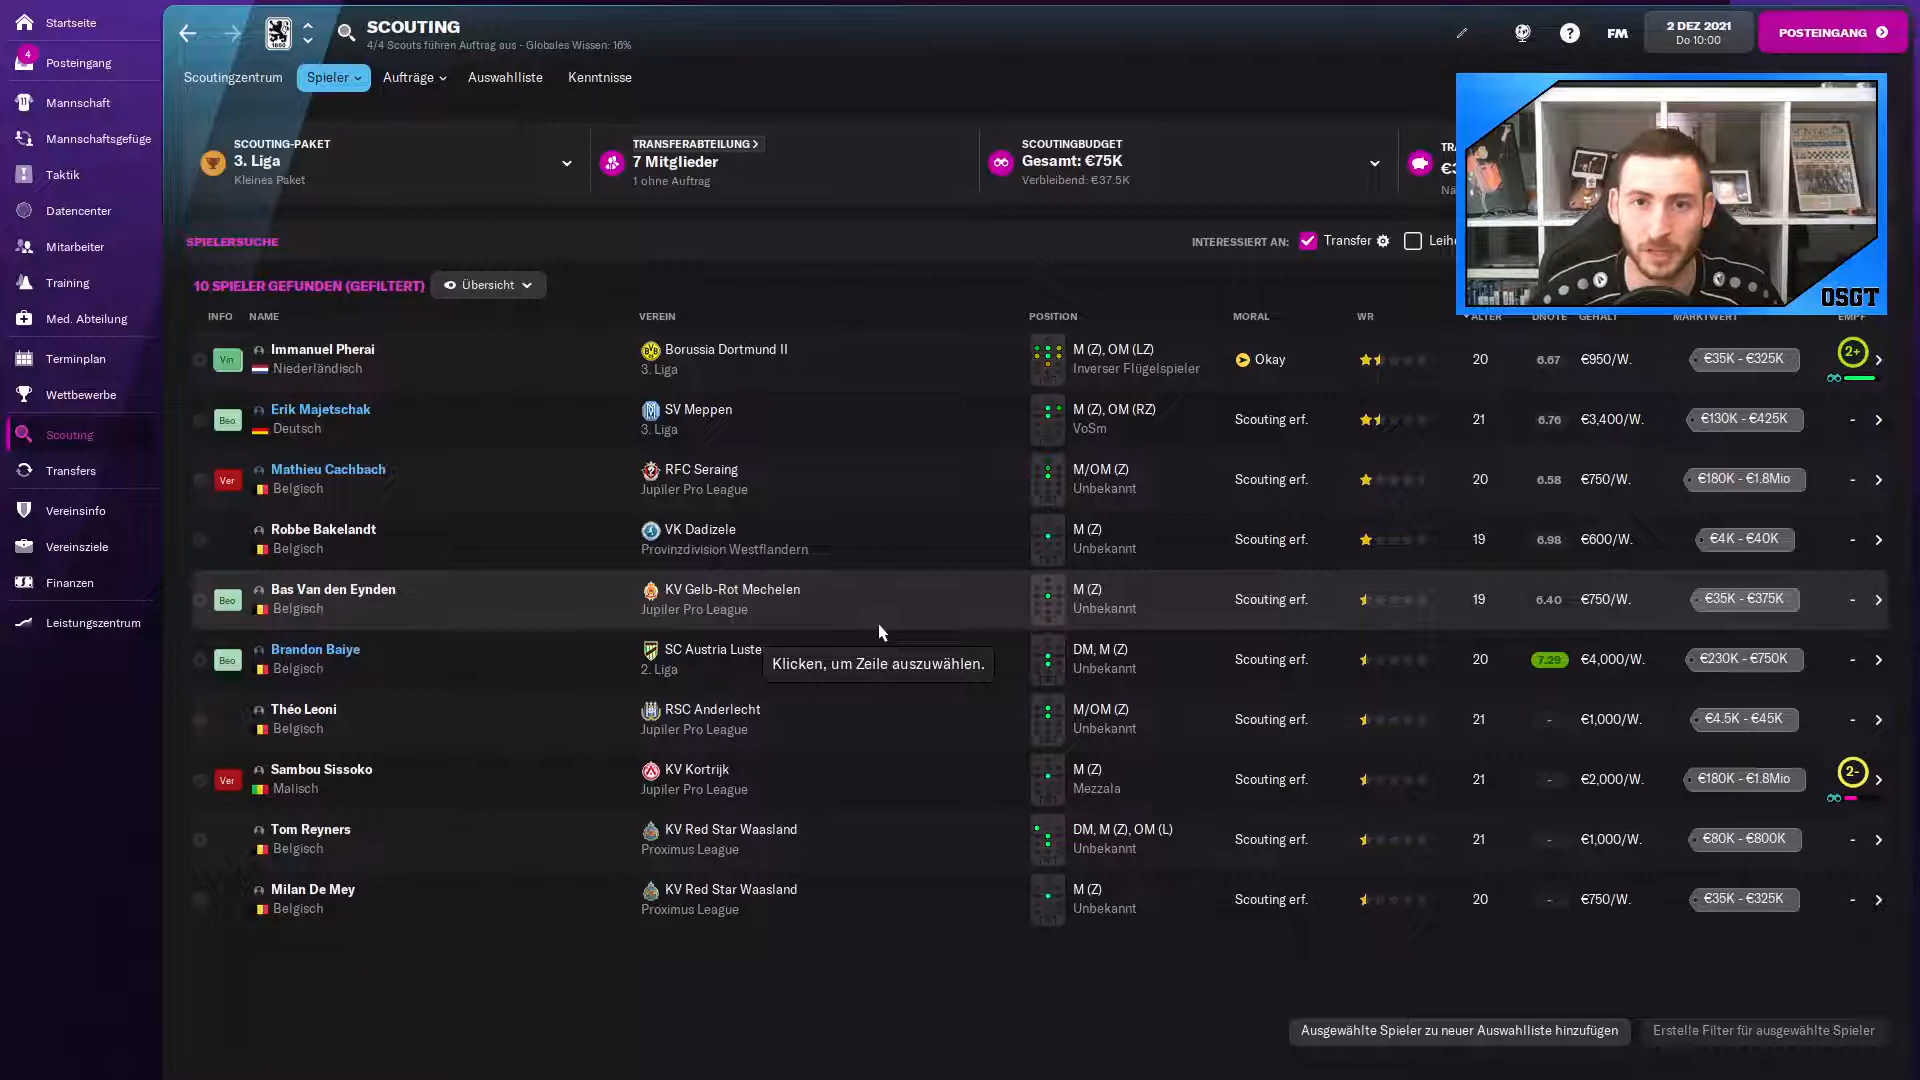 Startseite
4
Posteingang
Mannschaft
Mannschaftsgefüge
Taktik
Datencenter
Mitarbeiter
Training
Med. Abteilung
Terminplan
Wettbewerbe
Scouting
Transfers
Vereinsinfo
Vereinsziele
Finanzen
Leistungszentrum
SCOUTING
4/4 Scouts führen Auftrag aus - Globales Wissen: 16%
FM
2 DEZ 2021
Do 10:00
POSTEINGANG
Scoutingzentrum Spieler Aufträge Auswahlliste Kenntnisse
SCOUTING-PAKET
3. Liga
Kleines Paket
TRANSFERABTEILUNG >
7 Mitglieder
1 ohne Auftrag
SCOUTINGBUDGET
Gesamt: €75K
Verbleibend: €37.5K
OSGT
SPIELERSUCHE
INTERESSIERT AN: Transfer
10 SPIELER GEFUNDEN (GEFILTERT) Übersicht
INFO NAME VEREIN POSITION MORAL WR ALTER DNOTE GEHALT MARKTWERT EMPF
Vin Immanuel Pherai Borussia Dortmund II M (Z), OM (LZ) Okay 20 6.67 €950/W. €35K - €325K 2+
Niederländisch 3. Liga Inverser Flügelspieler
Beo Erik Majetschak SV Meppen M (Z), OM (RZ) Scouting erf. 21 6.76 €3,400/W. €130K - €425K -
Deutsch 3. Liga VoSm
Ver Mathieu Cachbach RFC Seraing M/OM (Z) Scouting erf. 20 6.58 €750/W. €180K - €1.8Mio -
Belgisch Jupiler Pro League Unbekannt
Robbe Bakelandt VK Dadizele M (Z) Scouting erf. 19 6.98 €600/W. €4K - €40K -
Belgisch Provinzdivision Westflandern Unbekannt
Beo Bas Van den Eynden KV Gelb-Rot Mechelen M (Z) Scouting erf. 19 6.40 €750/W. €35K - €375K -
Belgisch Jupiler Pro League Unbekannt
Beo Brandon Baiye SC Austria Luste DM, M (Z) Scouting erf. 20 7.29 €4,000/W. €230K - €750K -
Belgisch 2. Liga Unbekannt
Klicken, um Zeile auszuwählen.
Théo Leoni RSC Anderlecht M/OM (Z) Scouting erf. 21 - €1,000/W. €4.5K - €45K -
Belgisch Jupiler Pro League Unbekannt
Ver Sambou Sissoko KV Kortrijk M (Z) Scouting erf. 21 - €2,000/W. €180K - €1.8Mio 2-
Malisch Jupiler Pro League Mezzala
Tom Reyners KV Red Star Waasland DM, M (Z), OM (L) Scouting erf. 21 - €1,000/W. €80K - €800K -
Belgisch Proximus League Unbekannt
Milan De Mey KV Red Star Waasland M (Z) Scouting erf. 20 - €750/W. €35K - €325K -
Belgisch Proximus League Unbekannt
Ausgewählte Spieler zu neuer Auswahlliste hinzufügen
Erstelle Filter für ausgewählte Spieler